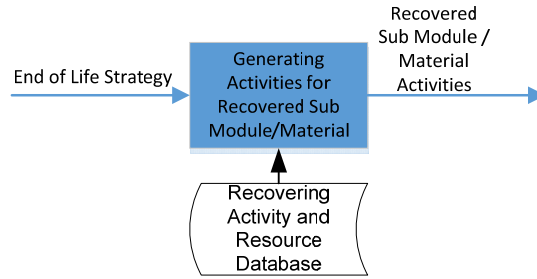 End of Life Strategy
Generating
Activities for
Recovered Sub
Module/Material
Recovered
Sub Module /
Material
Activities
Recovering
Activity and
Resource
Database